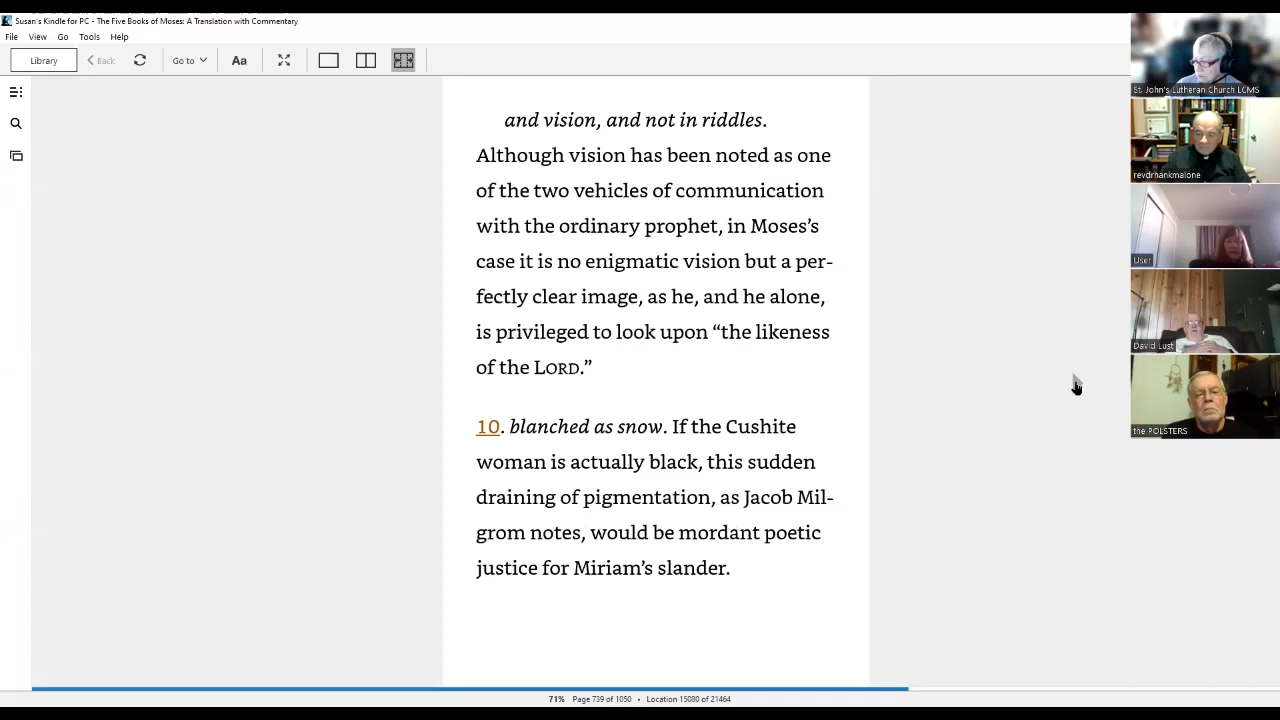 Susan's Kindle for PC - The Five Books of Moses: A Translation with Commentary
File View Go Tools Help
Library Back Go to Aa
St. John's Lutheran Church LCMS
revdrhankmalone
User
David Lust
the POLSTERS
and vision, and not in riddles.
Although vision has been noted as one
of the two vehicles of communication
with the ordinary prophet, in Moses’s
case it is no enigmatic vision but a per-
fectly clear image, as he, and he alone,
is privileged to look upon “the likeness
of the LORD.”
10. blanched as snow. If the Cushite
woman is actually black, this sudden
draining of pigmentation, as Jacob Mil-
grom notes, would be mordant poetic
justice for Miriam’s slander.
71% Page 739 of 1050 • Location 15080 of 21464